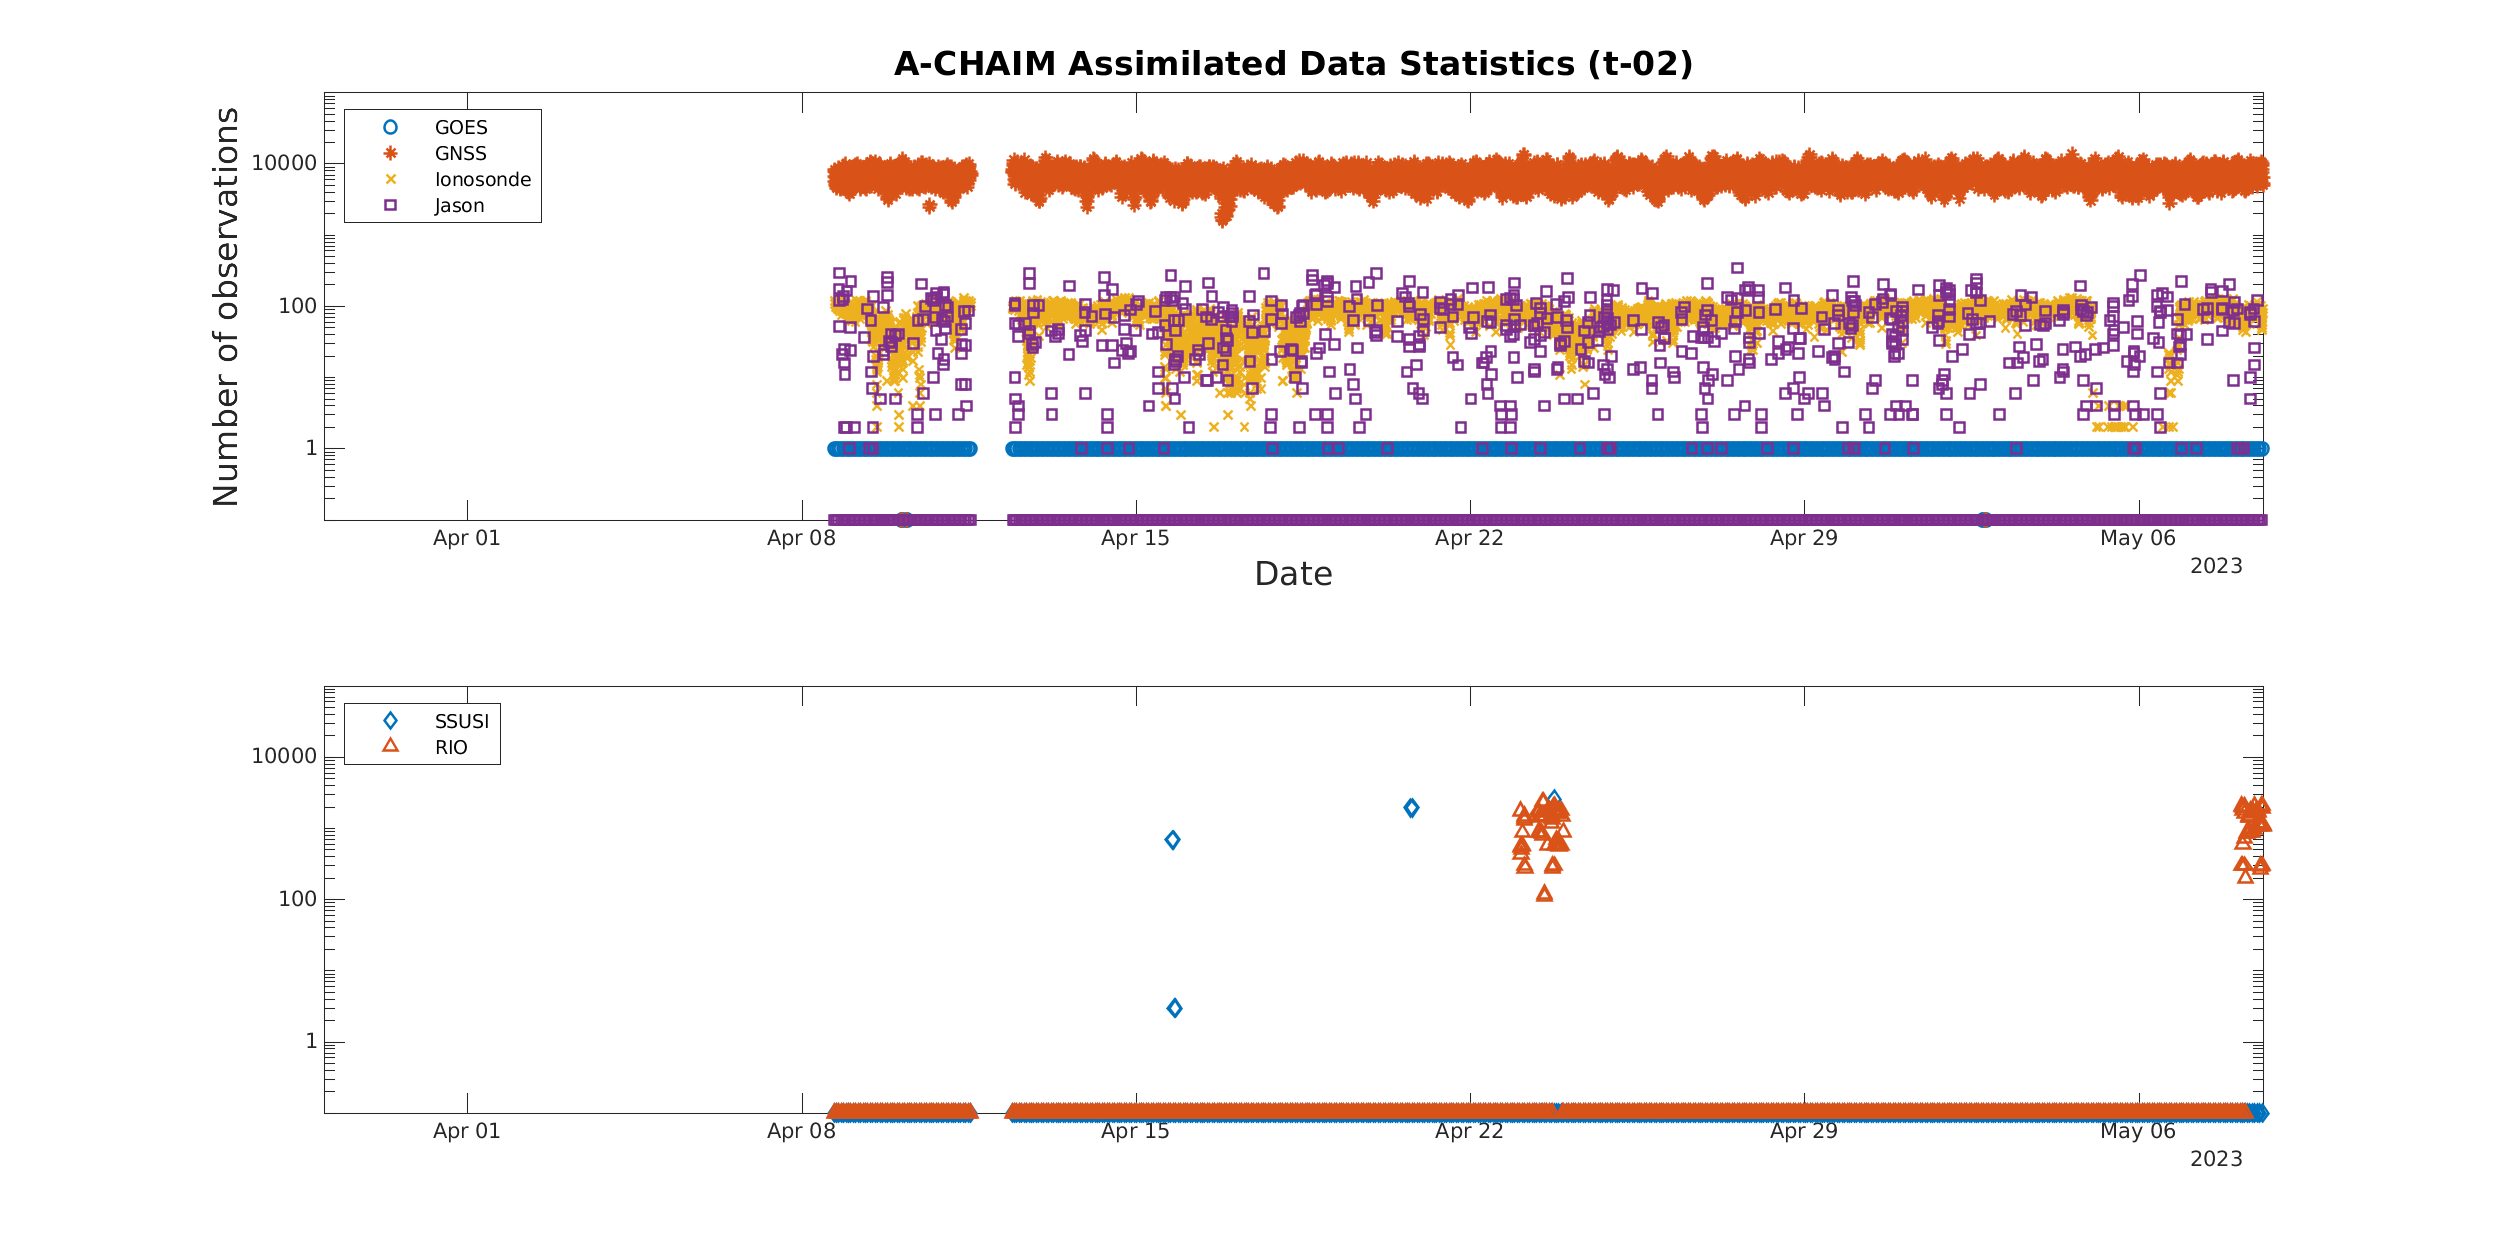 A-CHAIM Assimilated Data Statistics (t-02)
Number of observations
10000
100
1
GOES
GNSS
Ionosonde
Jason
Apr 01
Apr 08
Apr 15
Apr 22
Apr 29
May 06
2023
Date
10000
100
1
SSUSI
RIO
Apr 01
Apr 08
Apr 15
Apr 22
Apr 29
May 06
2023